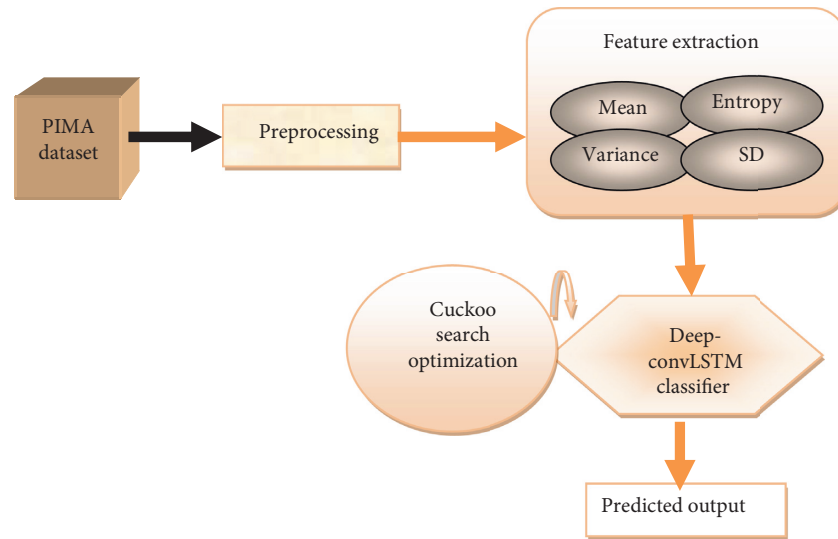 Feature extraction
PIMA
dataset
Preprocessing
Mean
Entropy
Variance
SD
Cuckoo
search
optimization
Deep-
convLSTM
classifier
Predicted output